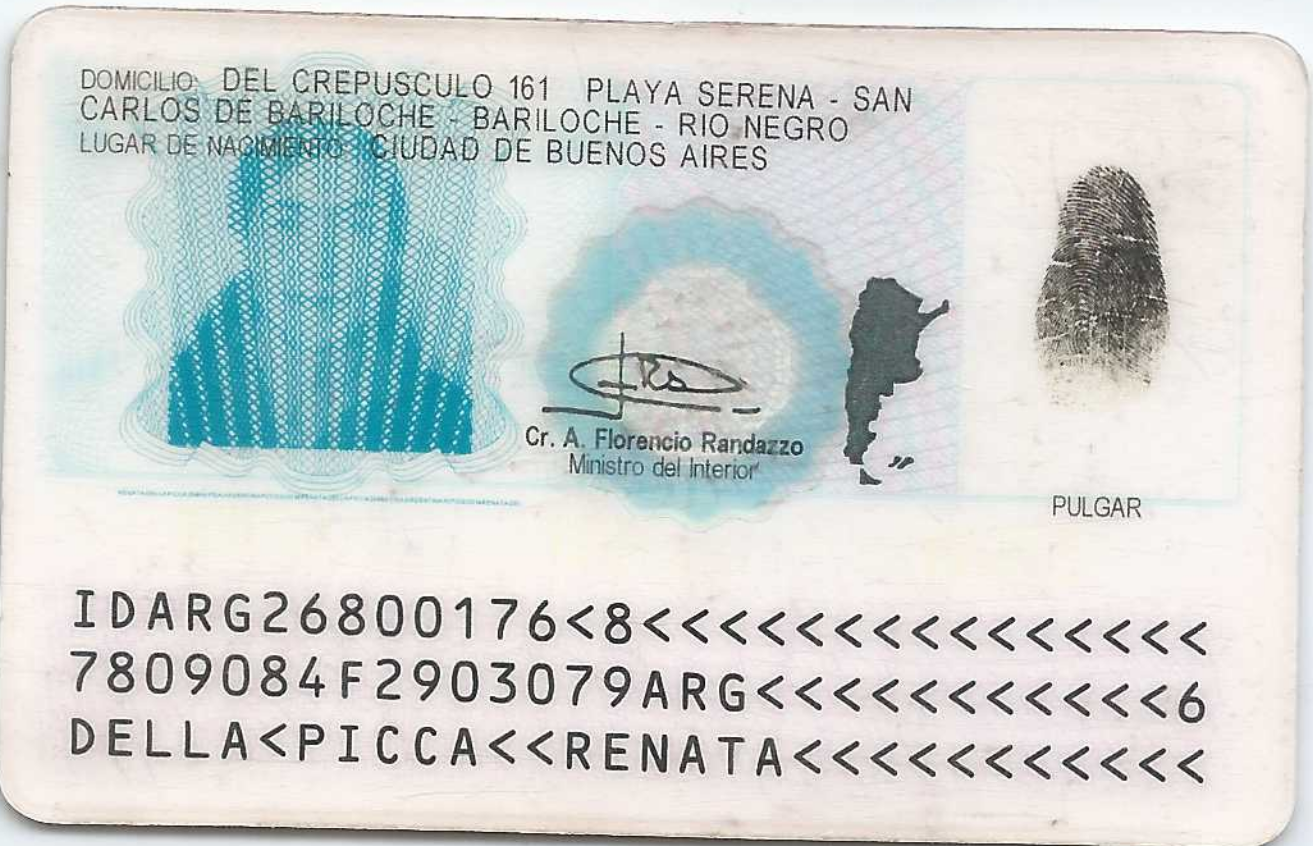 DOMICILIO: DEL CREPUSCULO 161 PLAYA SERENA - SAN
CARLOS DE BARILOCHE - BARILOCHE - RIO NEGRO
LUGAR DE NACIMIENTO: CIUDAD DE BUENOS AIRES
Cr. A. Florencio Randazzo
Ministro del Interior
PULGAR
IDARG26800176<8<<<<<<<<<<<<<<<
7809084F2903079ARG<<<<<<<<<<<6
DELLA<PICCA<<RENATA<<<<<<<<<<<